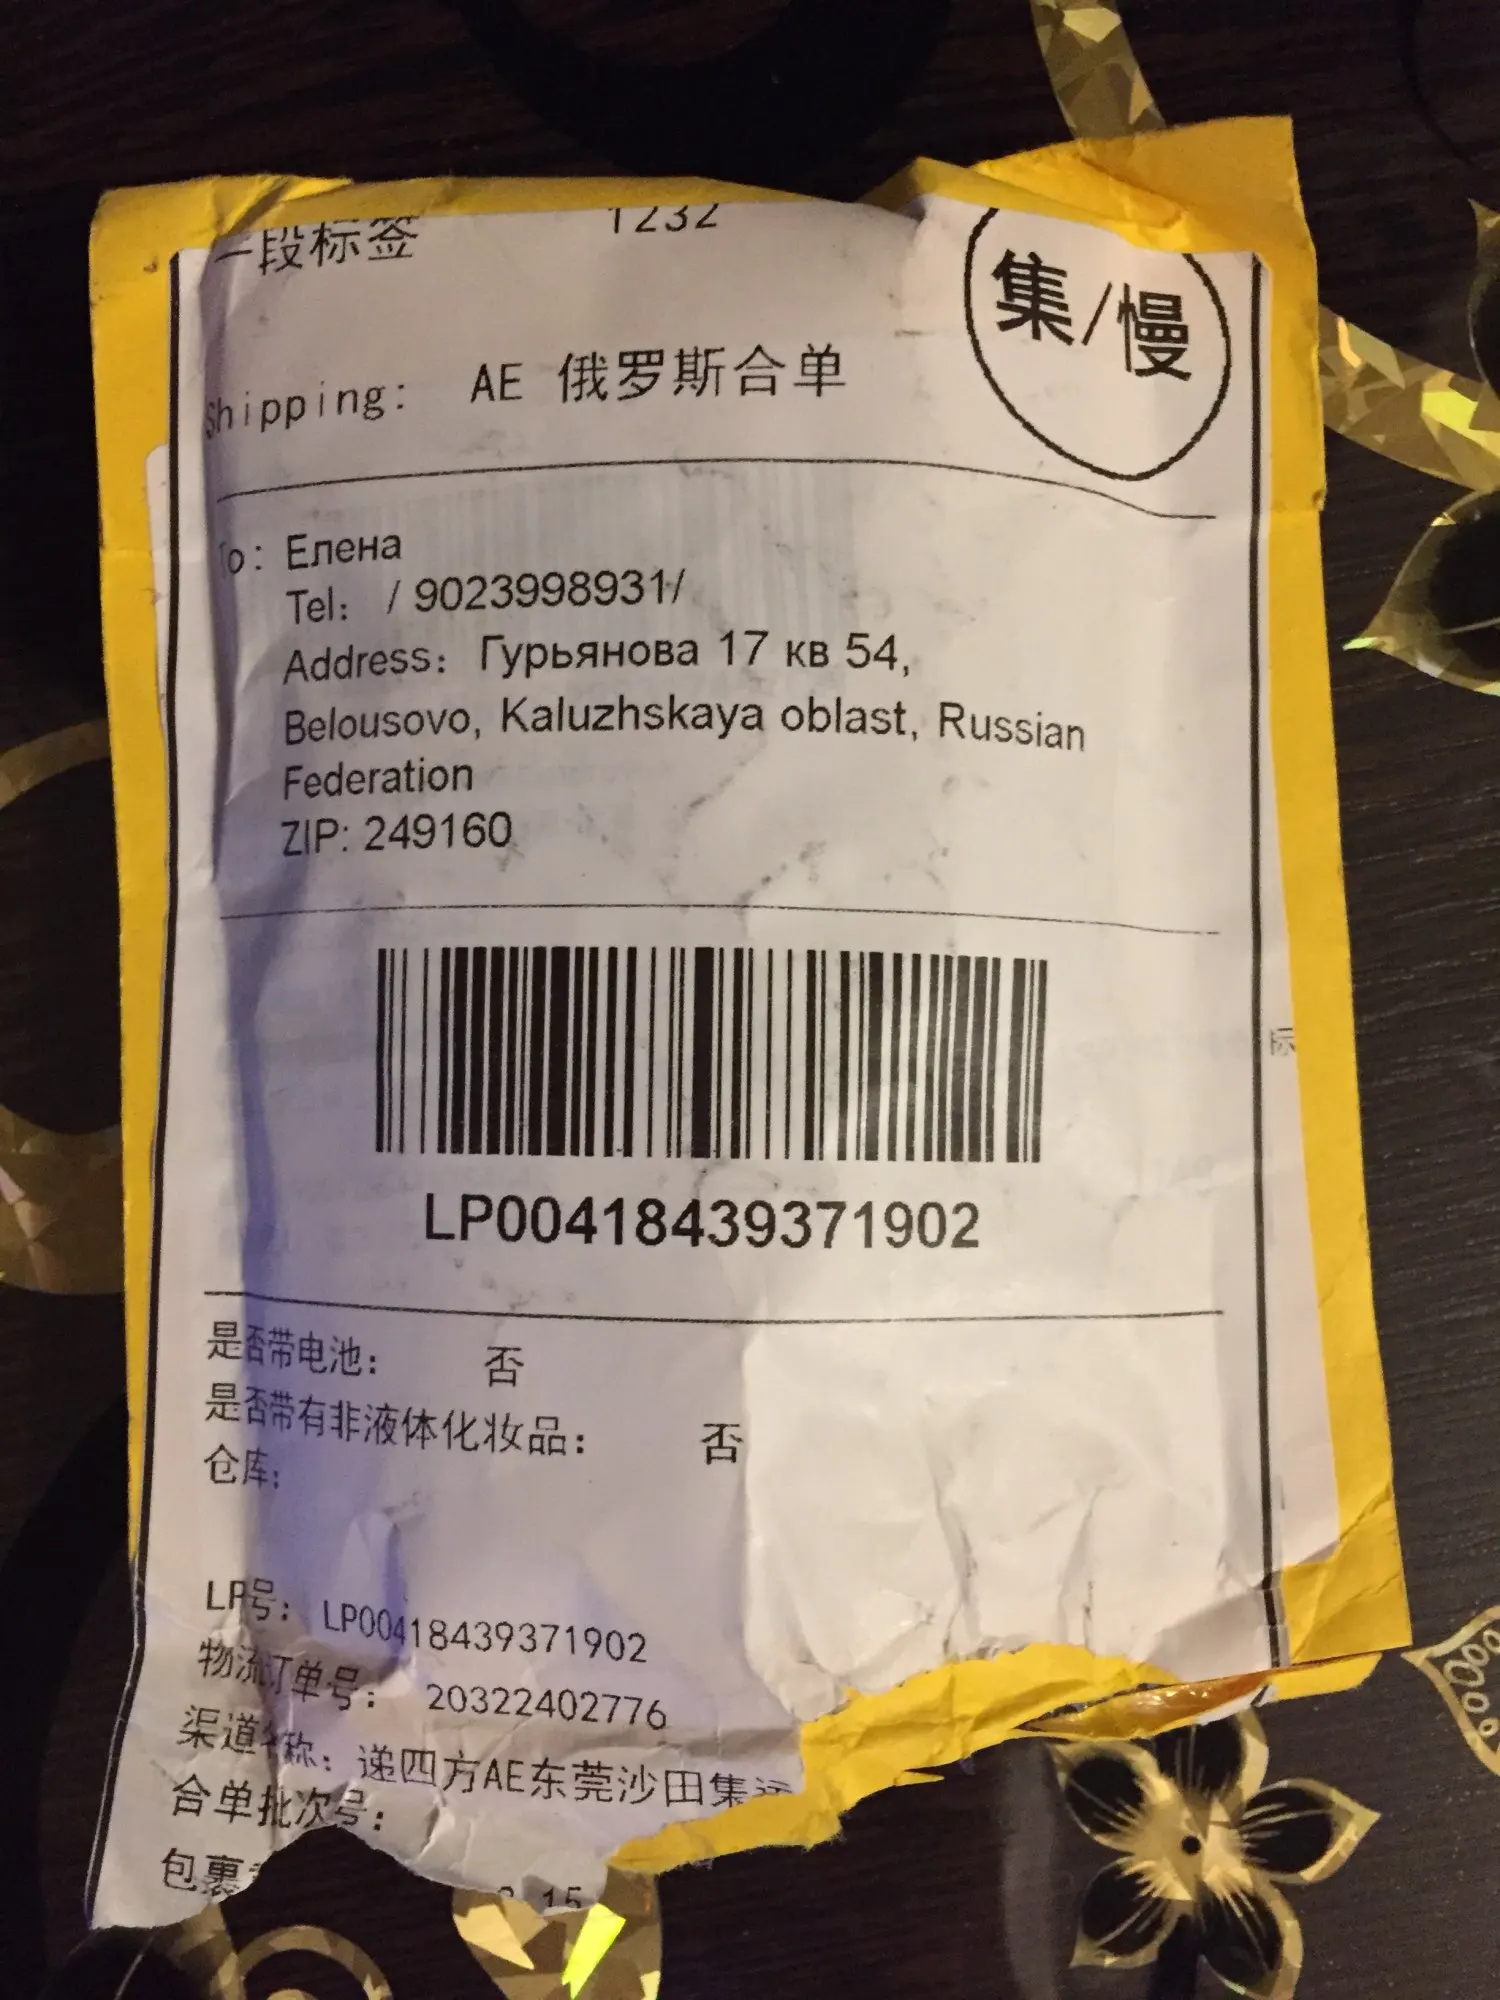 一段标签 1232
集/慢
Shipping: AE 俄罗斯合单
To: Елена
Tel: / 9023998931/
Address: Гурьянова 17 кв 54,
Belousovo, Kaluzhskaya oblast, Russian
Federation
ZIP: 249160
LP00418439371902
标
是否带电池: 否
是否带有非液体化妆品: 否
仓库:
LP号: LP00418439371902
物流订单号: 20322402776
渠道名称: 递四方AE东莞沙田集运
合单批次号:
包裹